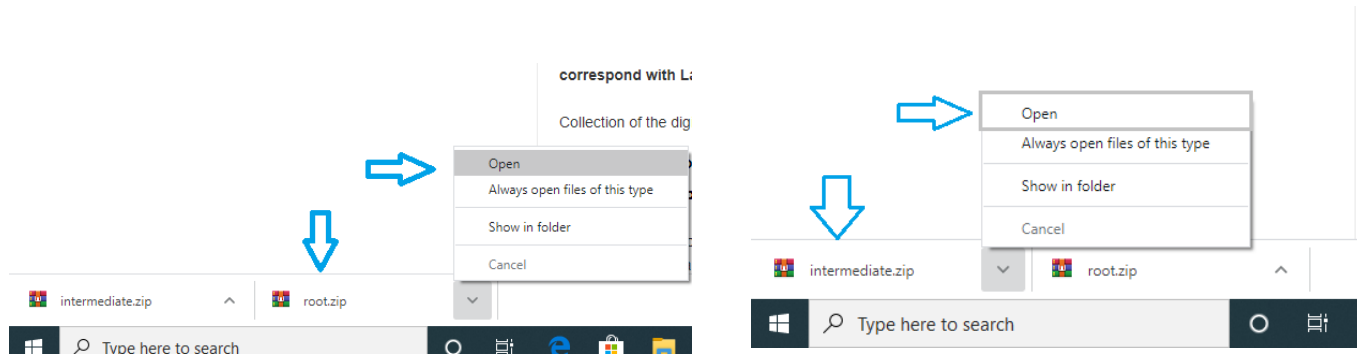 correspond with La
Collection of the dig
Open
Always open files of this type
Show in folder
Cancel
intermediate.zip
root.zip
Type here to search
Open
Always open files of this type
Show in folder
Cancel
intermediate.zip
root.zip
Type here to search